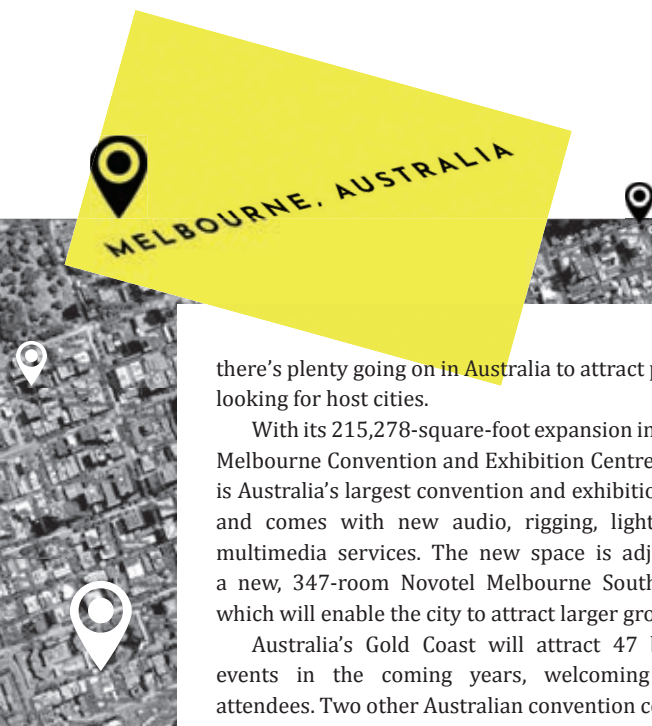 MELBOURNE, AUSTRALIA
there's plenty going on in Australia to attract
looking for host cities.
With its 215,278-square-foot expansion in
Melbourne Convention and Exhibition Centre
is Australia's largest convention and
and comes with new audio, rigging,
multimedia services. The new space is
a new, 347-room Novotel Melbourne
which will enable the city to attract larger
Australia's Gold Coast will attract 47
events in the coming years, welcoming
attendees. Two other Australian convention